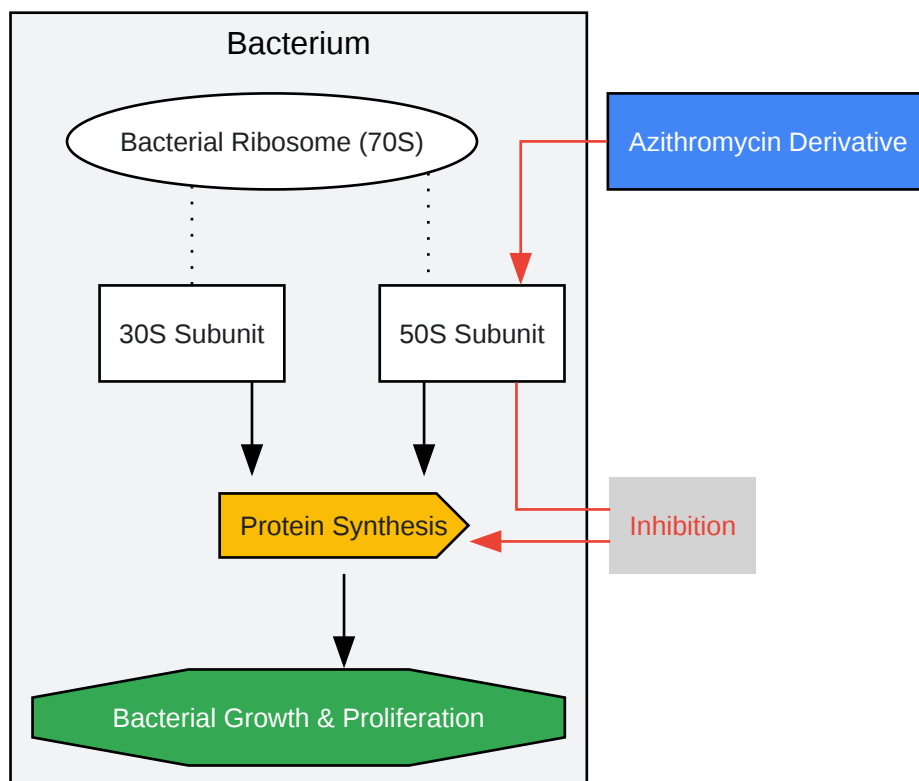 Bacterium
Bacterial Ribosome (70S)
Azithromycin Derivative
30S Subunit
50S Subunit
Protein Synthesis
Inhibition
Bacterial Growth & Proliferation